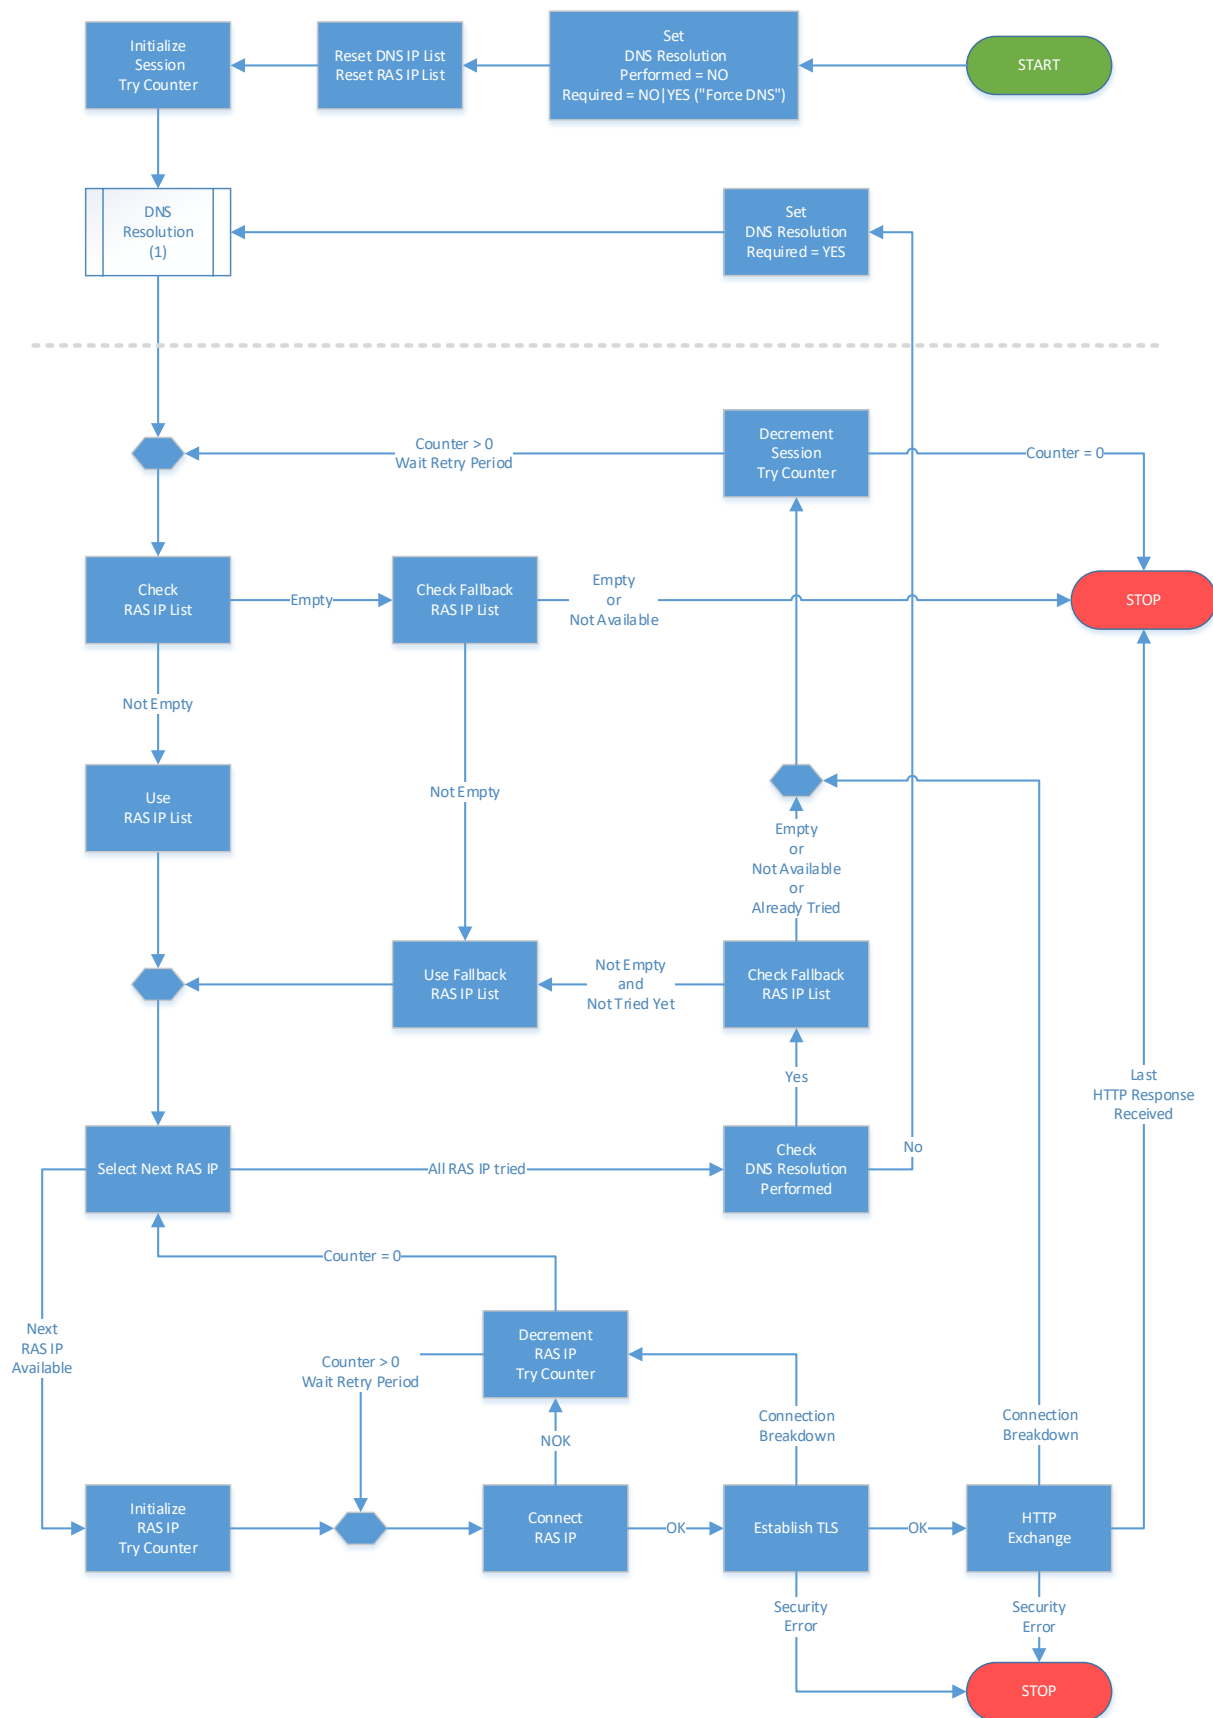 Initialize
Session
Try Counter
Reset DNS IP List
Reset RAS IP List
Set
DNS Resolution
Performed = NO
Required = NO|YES ("Force DNS")
START
DNS
Resolution
(1)
Set
DNS Resolution
Required = YES
Counter > 0
Wait Retry Period
Decrement
Session
Try Counter
Counter = 0
Check
RAS IP List
Empty
Check Fallback
RAS IP List
Empty
or
Not Available
STOP
Not Empty
Use
RAS IP List
Not Empty
Empty
or
Not Available
or
Already Tried
Use Fallback
RAS IP List
Not Empty
and
Not Tried Yet
Check Fallback
RAS IP List
Yes
Last
HTTP Response
Received
Select Next RAS IP
All RAS IP tried
Check
DNS Resolution
Performed
No
Counter = 0
Next
RAS IP
Available
Counter > 0
Wait Retry Period
Decrement
RAS IP
Try Counter
NOK
Connection
Breakdown
Connection
Breakdown
Initialize
RAS IP
Try Counter
Connect
RAS IP
OK
Establish TLS
OK
HTTP
Exchange
Security
Error
Security
Error
STOP